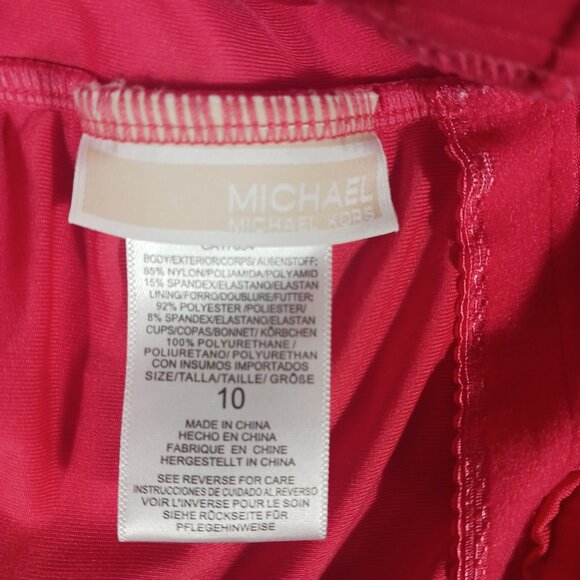 MICHAEL
MICHAEL KORS
BODY/EXTERIOR/CORPS/AUßENSTOFF:
85% NYLON/POLIAMIDA/POLYAMID
15% SPANDEX/ELASTANO/ELASTAN
LINING/FORRO/DOUBLURE/FUTTER:
92% POLYESTER /POLIESTER/
8% SPANDEX/ELASTANO/ELASTAN
CUPS/COPAS/BONNET/ KÖRBCHEN
100% POLYURETHANE /
POLIURETANO/ POLYURETHAN
CON INSUMOS IMPORTADOS
SIZE/TALLA/TAILLE/ GRÖßE
10
MADE IN CHINA
HECHO EN CHINA
FABRIQUE EN CHINE
HERGESTELLT IN CHINA
SEE REVERSE FOR CARE
INSTRUCCIONES DE CUIDADO AL REVERSO
VOIR L'INVERSE POUR LE SOIN
SIEHE RÜCKSEITE FÜR
PFLEGEHINWEISE